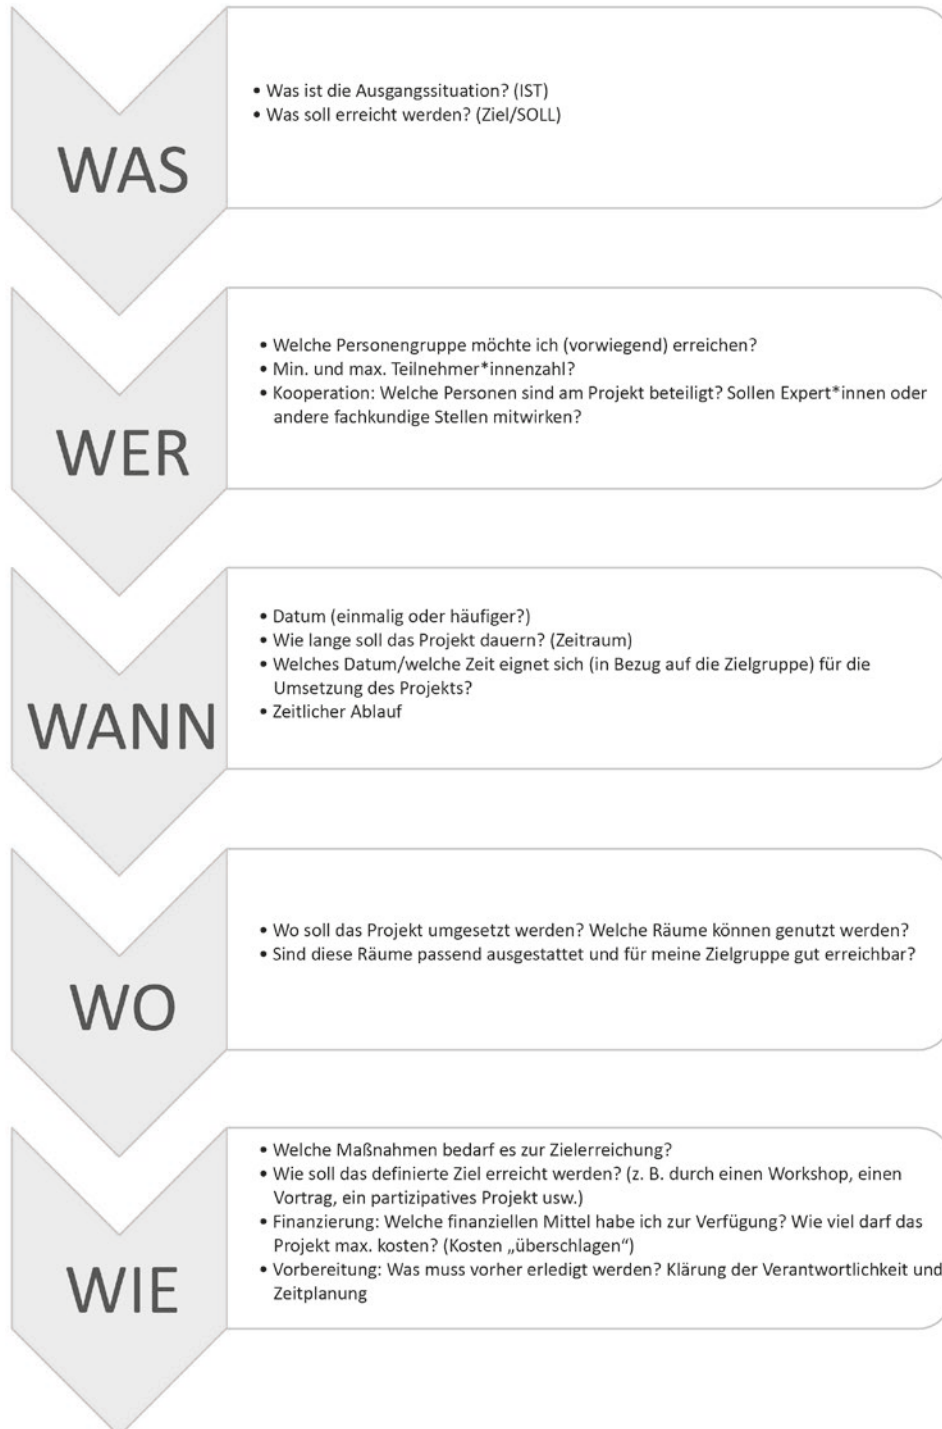 WAS
• Was ist die Ausgangssituation? (IST)
• Was soll erreicht werden? (Ziel/SOLL)
WER
• Welche Personengruppe möchte ich (vorwiegend) erreichen?
• Min. und max. Teilnehmer*innenzahl?
• Kooperation: Welche Personen sind am Projekt beteiligt? Sollen Expert*innen oder
andere fachkundige Stellen mitwirken?
WANN
• Datum (einmalig oder häufiger?)
• Wie lange soll das Projekt dauern? (Zeitraum)
• Welches Datum/welche Zeit eignet sich (in Bezug auf die Zielgruppe) für die
Umsetzung des Projekts?
• Zeitlicher Ablauf
WO
• Wo soll das Projekt umgesetzt werden? Welche Räume können genutzt werden?
• Sind diese Räume passend ausgestattet und für meine Zielgruppe gut erreichbar?
WIE
• Welche Maßnahmen bedarf es zur Zielerreichung?
• Wie soll das definierte Ziel erreicht werden? (z. B. durch einen Workshop, einen
Vortrag, ein partizipatives Projekt usw.)
• Finanzierung: Welche finanziellen Mittel habe ich zur Verfügung? Wie viel darf das
Projekt max. kosten? (Kosten „überschlagen“)
• Vorbereitung: Was muss vorher erledigt werden? Klärung der Verantwortlichkeit und
Zeitplanung